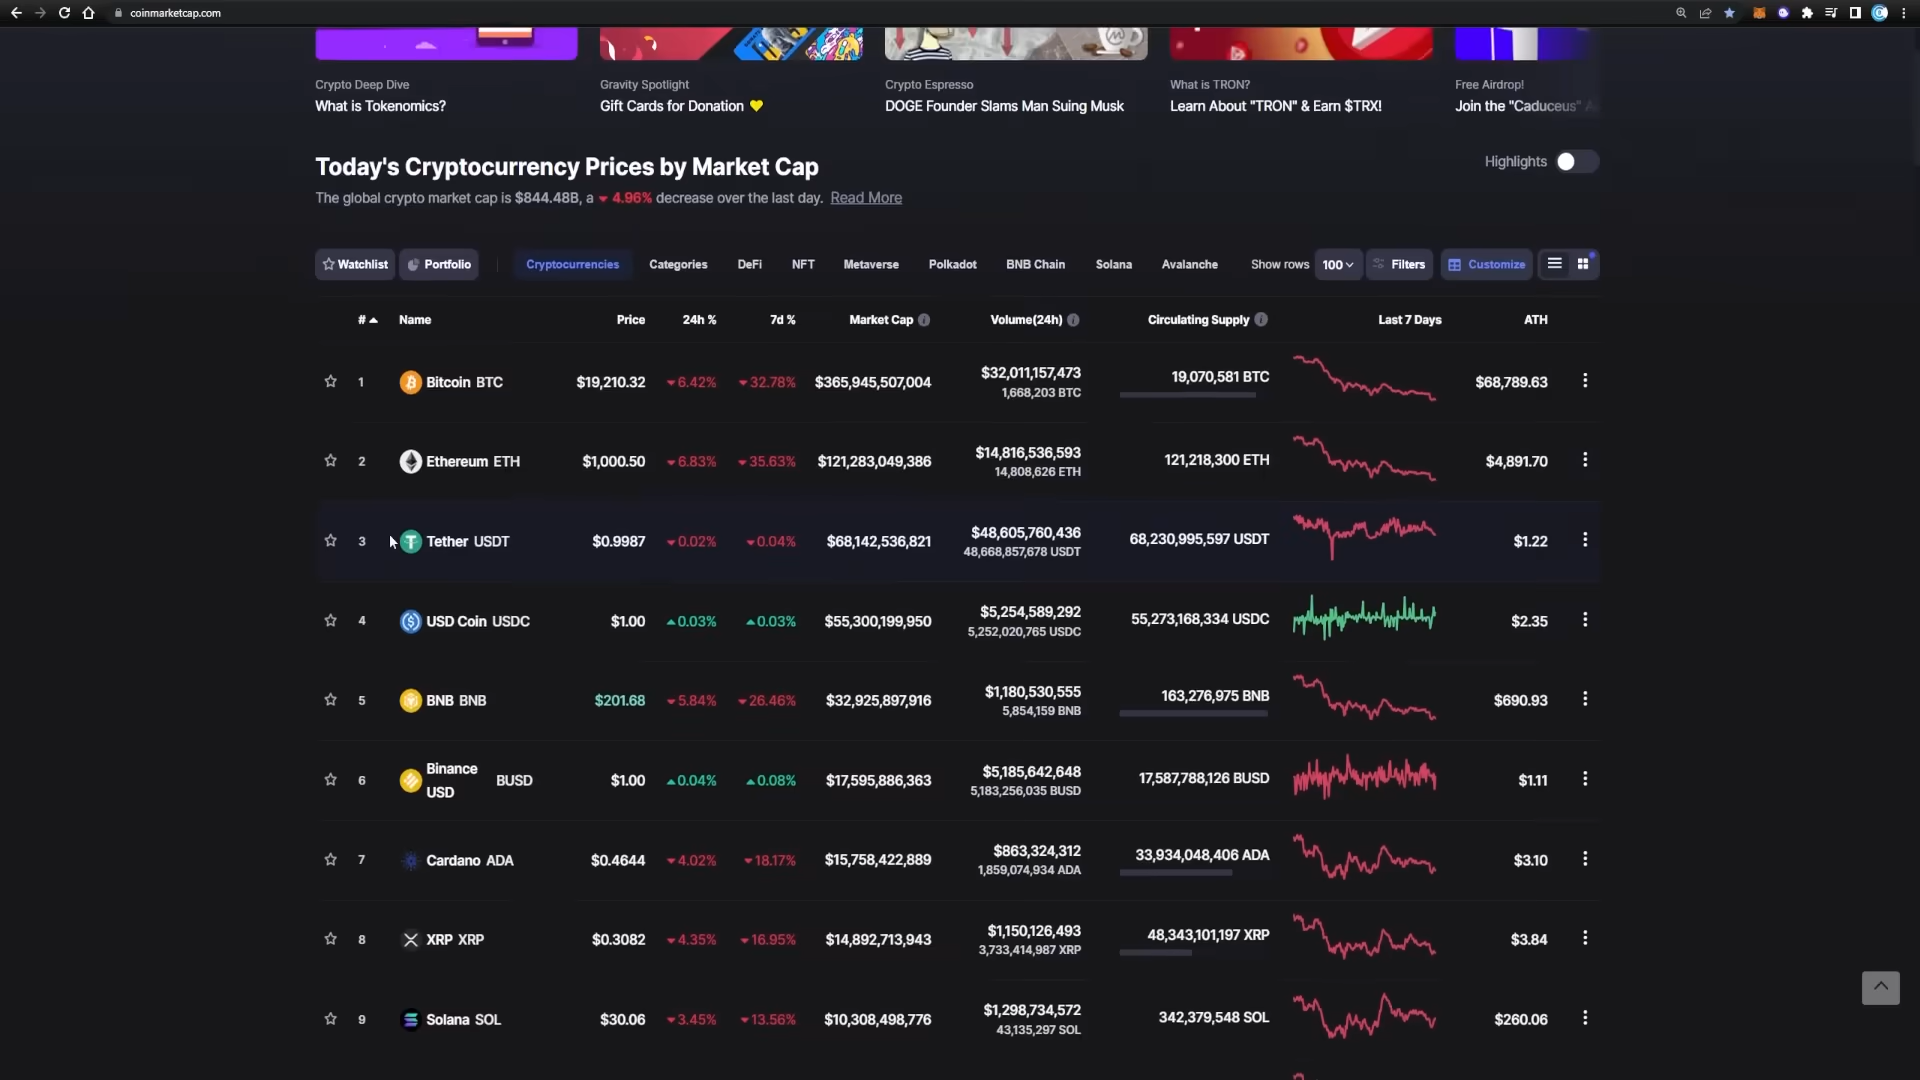 coinmarketcap.com
Crypto Deep Dive
What is Tokenomics?
Gravity Spotlight
Gift Cards for Donation 💛
Crypto Espresso
DOGE Founder Slams Man Suing Musk
What is TRON?
Learn About "TRON" & Earn $TRX!
Free Airdrop!
Join the "Caduceus" A
Today's Cryptocurrency Prices by Market Cap
Highlights
The global crypto market cap is $844.48B, a ▼ 4.96% decrease over the last day. Read More
Watchlist Portfolio Cryptocurrencies Categories DeFi NFT Metaverse Polkadot BNB Chain Solana Avalanche Show rows 100 Filters Customize
# Name Price 24h % 7d % Market Cap Volume(24h) Circulating Supply Last 7 Days ATH
1 Bitcoin BTC $19,210.32 ▼6.42% ▼32.78% $365,945,507,004 $32,011,157,473 19,070,581 BTC $68,789.63
1,668,203 BTC
2 Ethereum ETH $1,000.50 ▼6.83% ▼35.63% $121,283,049,386 $14,816,536,593 121,218,300 ETH $4,891.70
14,808,626 ETH
3 Tether USDT $0.9987 ▼0.02% ▼0.04% $68,142,536,821 $48,605,760,436 68,230,995,597 USDT $1.22
48,668,857,678 USDT
4 USD Coin USDC $1.00 ▲0.03% ▲0.03% $55,300,199,950 $5,254,589,292 55,273,168,334 USDC $2.35
5,252,020,765 USDC
5 BNB BNB $201.68 ▼5.84% ▼26.46% $32,925,897,916 $1,180,530,555 163,276,975 BNB $690.93
5,854,159 BNB
6 Binance USD BUSD $1.00 ▲0.04% ▲0.08% $17,595,886,363 $5,185,642,648 17,587,788,126 BUSD $1.11
5,183,256,035 BUSD
7 Cardano ADA $0.4644 ▼4.02% ▼18.17% $15,758,422,889 $863,324,312 33,934,048,406 ADA $3.10
1,859,074,934 ADA
8 XRP XRP $0.3082 ▼4.35% ▼16.95% $14,892,713,943 $1,150,126,493 48,343,101,197 XRP $3.84
3,733,414,987 XRP
9 Solana SOL $30.06 ▼3.45% ▼13.56% $10,308,498,776 $1,298,734,572 342,379,548 SOL $260.06
43,135,297 SOL